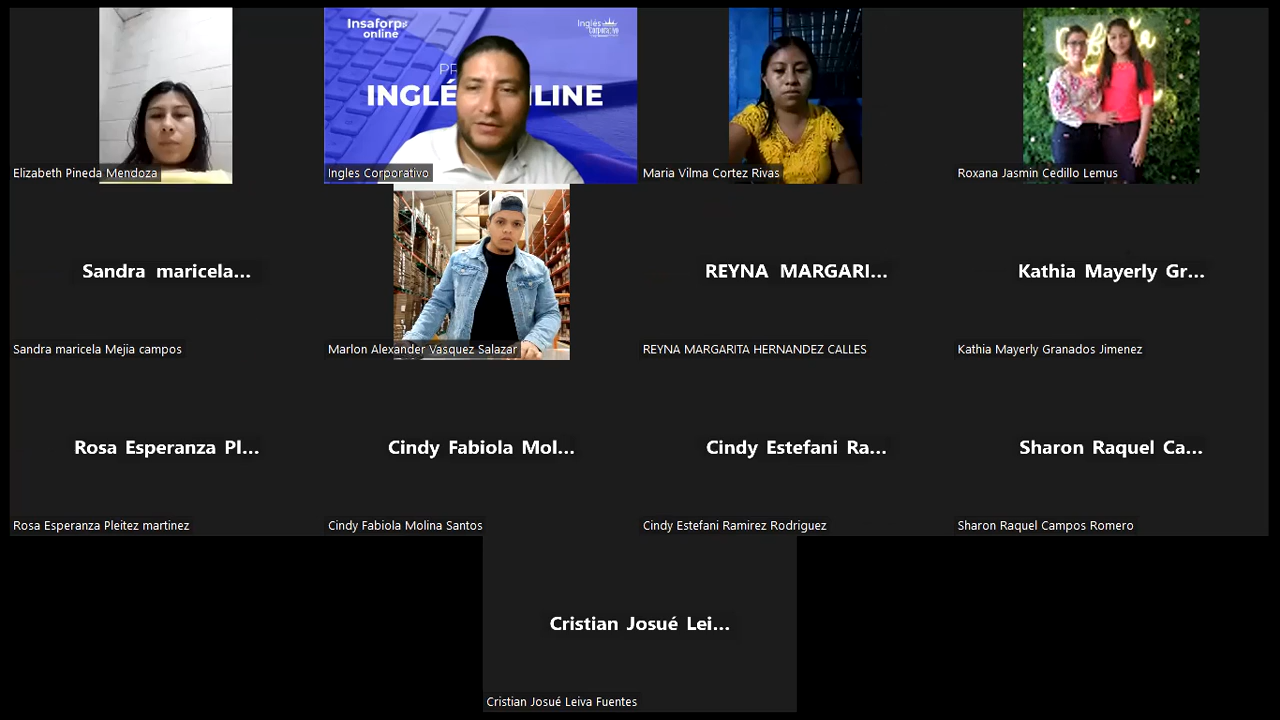 Insaforp
online
Inglés
Corporativo
INGLÉ
NLINE
Elizabeth Pineda Mendoza
Ingles Corporativo
Maria Vilma Cortez Rivas
Roxana Jasmin Cedillo Lemus
Sandra maricela...
REYNA MARGARI...
Kathia Mayerly Gr...
Sandra maricela Mejia campos
Marlon Alexander Vasquez Salazar
REYNA MARGARITA HERNANDEZ CALLES
Kathia Mayerly Granados Jimenez
Rosa Esperanza Pl...
Cindy Fabiola Mol...
Cindy Estefani Ra...
Sharon Raquel Ca...
Rosa Esperanza Pleitez martinez
Cindy Fabiola Molina Santos
Cindy Estefani Ramirez Rodriguez
Sharon Raquel Campos Romero
Cristian Josué Lei...
Cristian Josué Leiva Fuentes